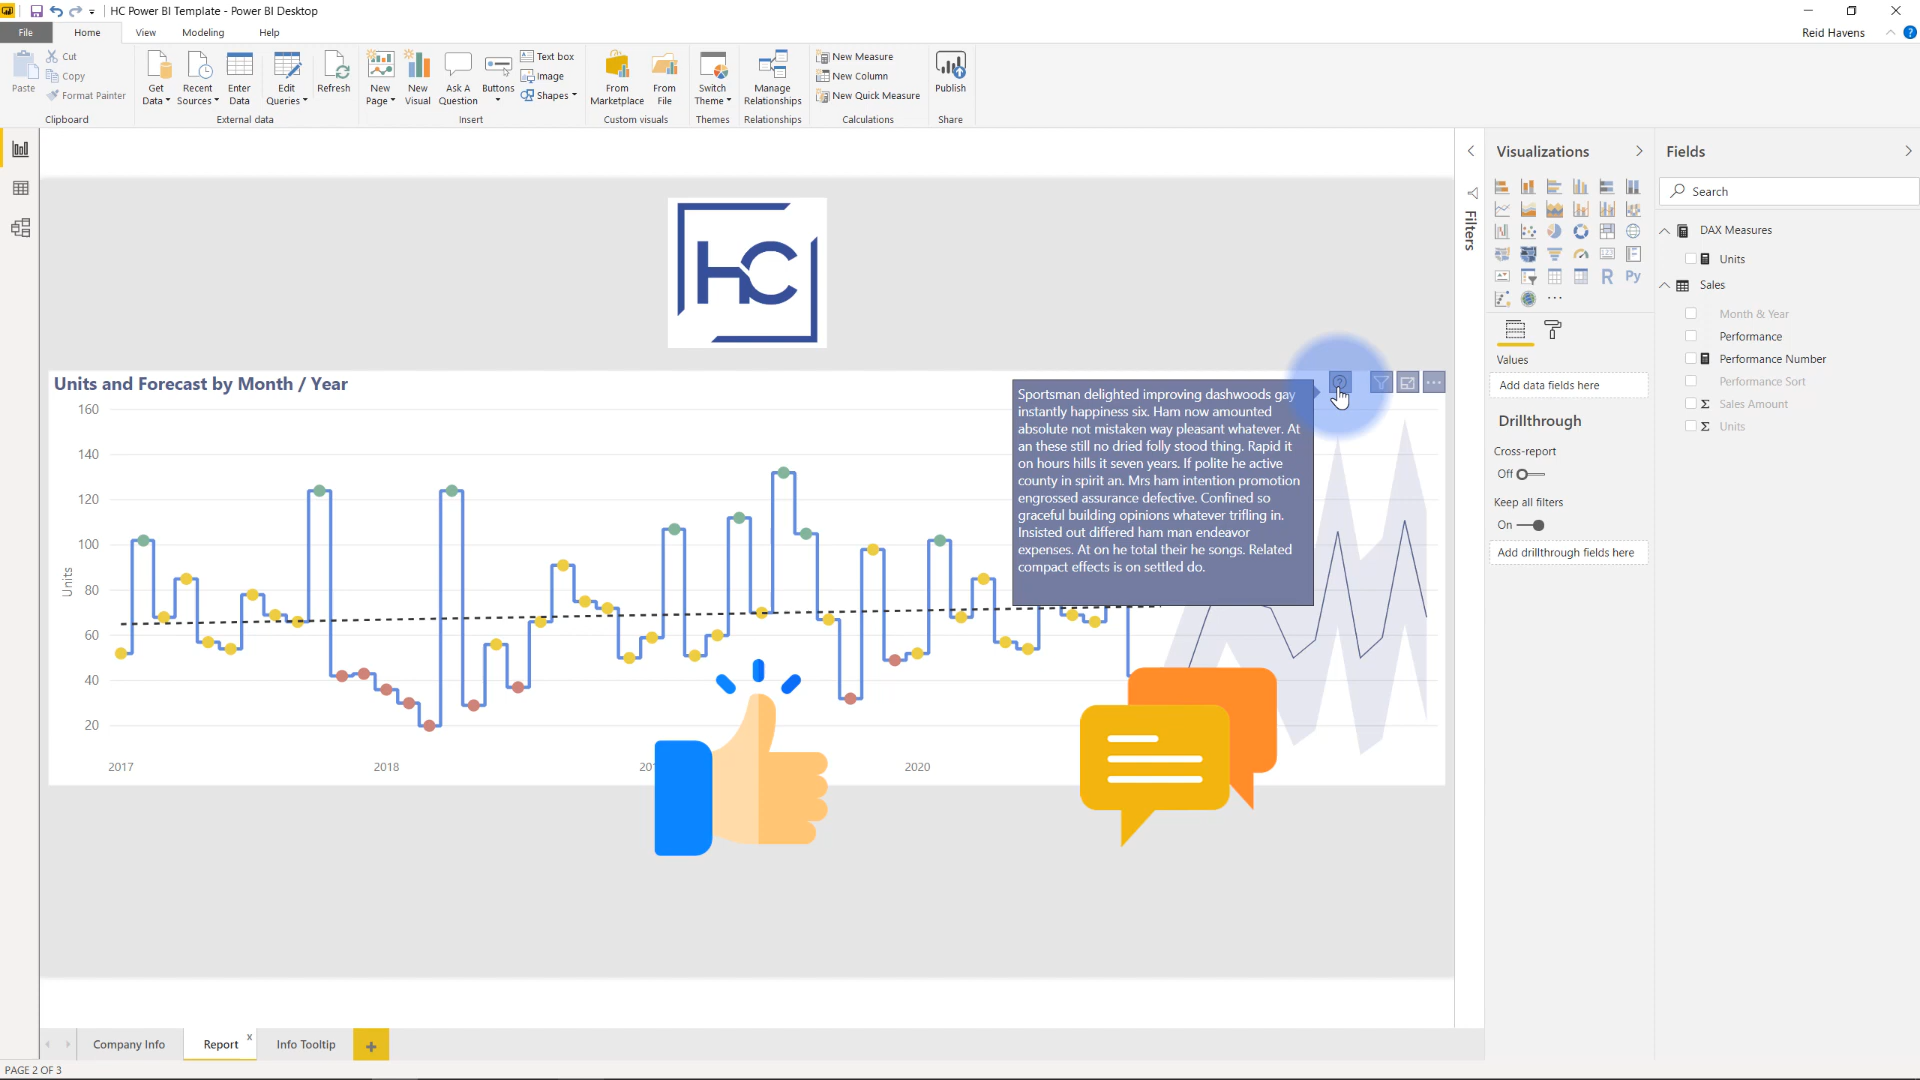 HC Power BI Template - Power BI Desktop
File Home View Modeling Help Reid Havens
Paste Cut Copy Format Painter
Get Data Recent Sources Enter Data Edit Queries Refresh
New Page New Visual Ask A Question Buttons Text box Image Shapes
From Marketplace From File Switch Theme Manage Relationships
New Measure
New Column
New Quick Measure
Publish
Clipboard External data Insert Custom visuals Themes Relationships Calculations Share
HC
Units and Forecast by Month / Year
160
140
120
100
80
60
40
20
Units
2017 2018 201 2020
Sportsman delighted improving dashwoods gay
instantly happiness six. Ham now amounted
absolute not mistaken way pleasant whatever. At
an these still no dried folly stood thing. Rapid it
on hours hills it seven years. If polite he active
county in spirit an. Mrs ham intention promotion
engrossed assurance defective. Confined so
graceful building opinions whatever trifling in.
Insisted out differed ham man endeavor
expenses. At on he total their he songs. Related
compact effects is on settled do.
Filters
Visualizations
R Py
Values
Add data fields here
Drillthrough
Cross-report
Off
Keep all filters
On
Add drillthrough fields here
Fields
Search
DAX Measures
Units
Sales
Month & Year
Performance
Performance Number
Performance Sort
Σ Sales Amount
Σ Units
Company Info Report x Info Tooltip +
PAGE 2 OF 3